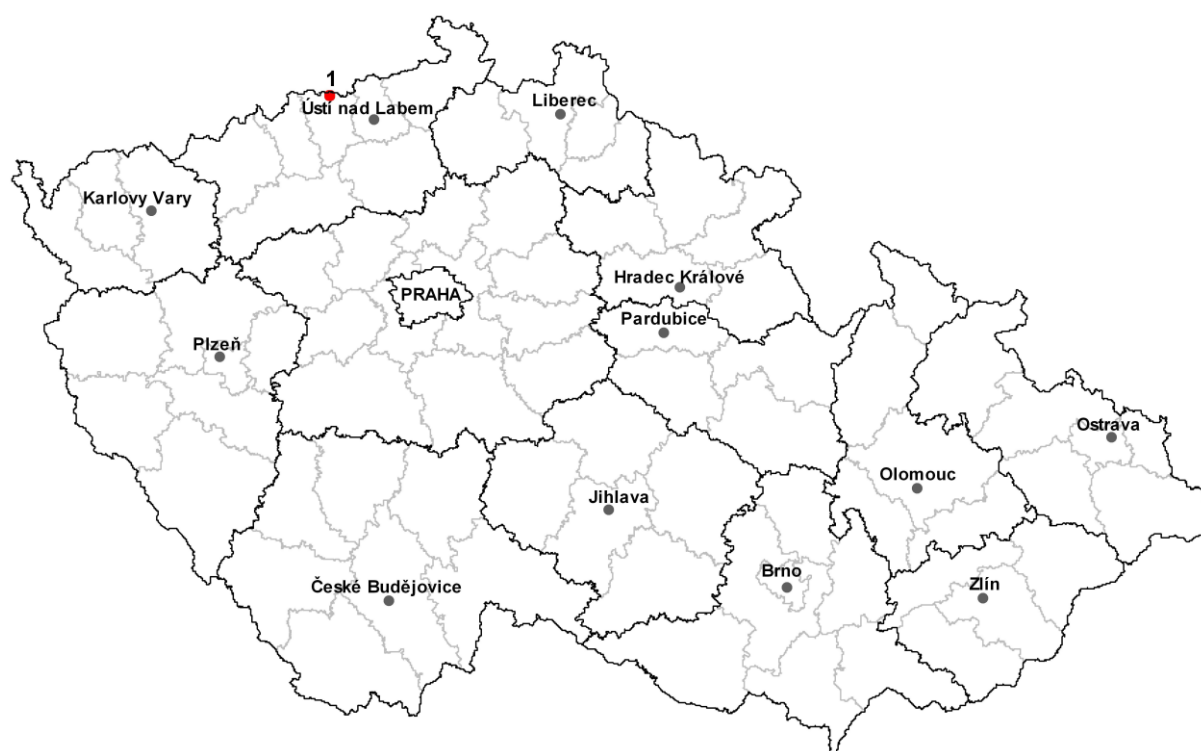 1
Ústí nad Labem
Liberec
Karlovy Vary
Hradec Králové
PRAHA
Pardubice
Plzeň
Ostrava
Olomouc
Jihlava
Brno
České Budějovice
Zlín